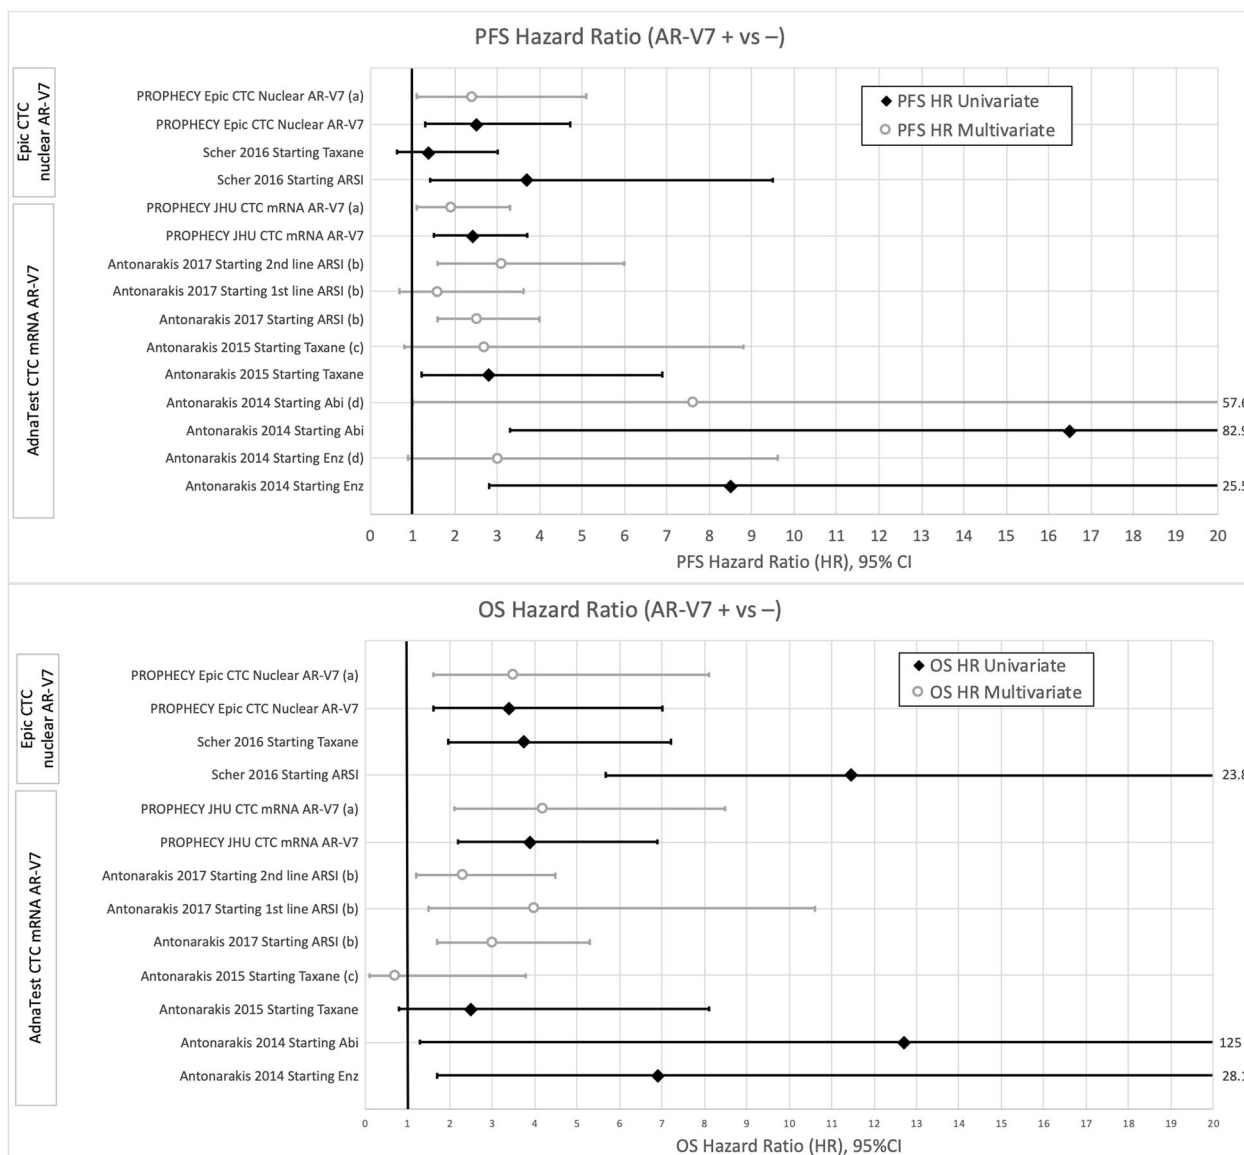 PFS Hazard Ratio (AR-V7 + vs –)
Epic CTC
nuclear AR-V7
AdnaTest CTC mRNA AR-V7
PROPHECY Epic CTC Nuclear AR-V7 (a)
PROPHECY Epic CTC Nuclear AR-V7
Scher 2016 Starting Taxane
Scher 2016 Starting ARSI
PROPHECY JHU CTC mRNA AR-V7 (a)
PROPHECY JHU CTC mRNA AR-V7
Antonarakis 2017 Starting 2nd line ARSI (b)
Antonarakis 2017 Starting 1st line ARSI (b)
Antonarakis 2017 Starting ARSI (b)
Antonarakis 2015 Starting Taxane (c)
Antonarakis 2015 Starting Taxane
Antonarakis 2014 Starting Abi (d)
57.6
Antonarakis 2014 Starting Abi
82.9
Antonarakis 2014 Starting Enz (d)
Antonarakis 2014 Starting Enz
25.5
PFS HR Univariate
PFS HR Multivariate
0 1 2 3 4 5 6 7 8 9 10 11 12 13 14 15 16 17 18 19 20
PFS Hazard Ratio (HR), 95% CI
OS Hazard Ratio (AR-V7 + vs –)
Epic CTC
nuclear AR-V7
AdnaTest CTC mRNA AR-V7
PROPHECY Epic CTC Nuclear AR-V7 (a)
PROPHECY Epic CTC Nuclear AR-V7
Scher 2016 Starting Taxane
Scher 2016 Starting ARSI
23.8
PROPHECY JHU CTC mRNA AR-V7 (a)
PROPHECY JHU CTC mRNA AR-V7
Antonarakis 2017 Starting 2nd line ARSI (b)
Antonarakis 2017 Starting 1st line ARSI (b)
Antonarakis 2017 Starting ARSI (b)
Antonarakis 2015 Starting Taxane (c)
Antonarakis 2015 Starting Taxane
Antonarakis 2014 Starting Abi
125
Antonarakis 2014 Starting Enz
28.1
OS HR Univariate
OS HR Multivariate
0 1 2 3 4 5 6 7 8 9 10 11 12 13 14 15 16 17 18 19 20
OS Hazard Ratio (HR), 95%CI